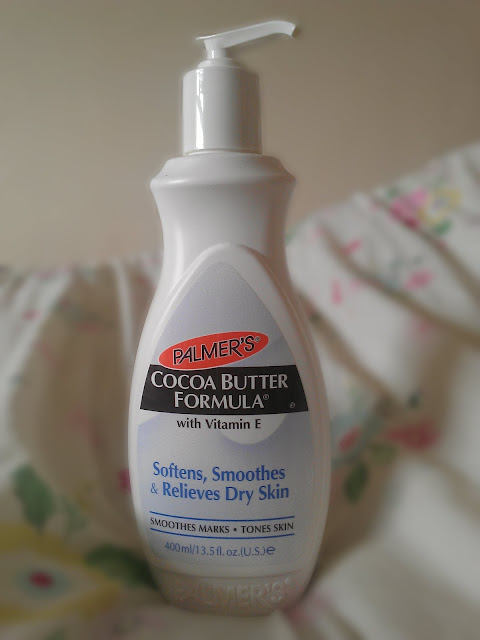 PALMER'S®
COCOA BUTTER
FORMULA®
with Vitamin E
Softens, Smoothes
& Relieves Dry Skin
SMOOTHES MARKS • TONES SKIN
400ml/13.5 fl. oz.(U.S.)℮
PALMER'S®